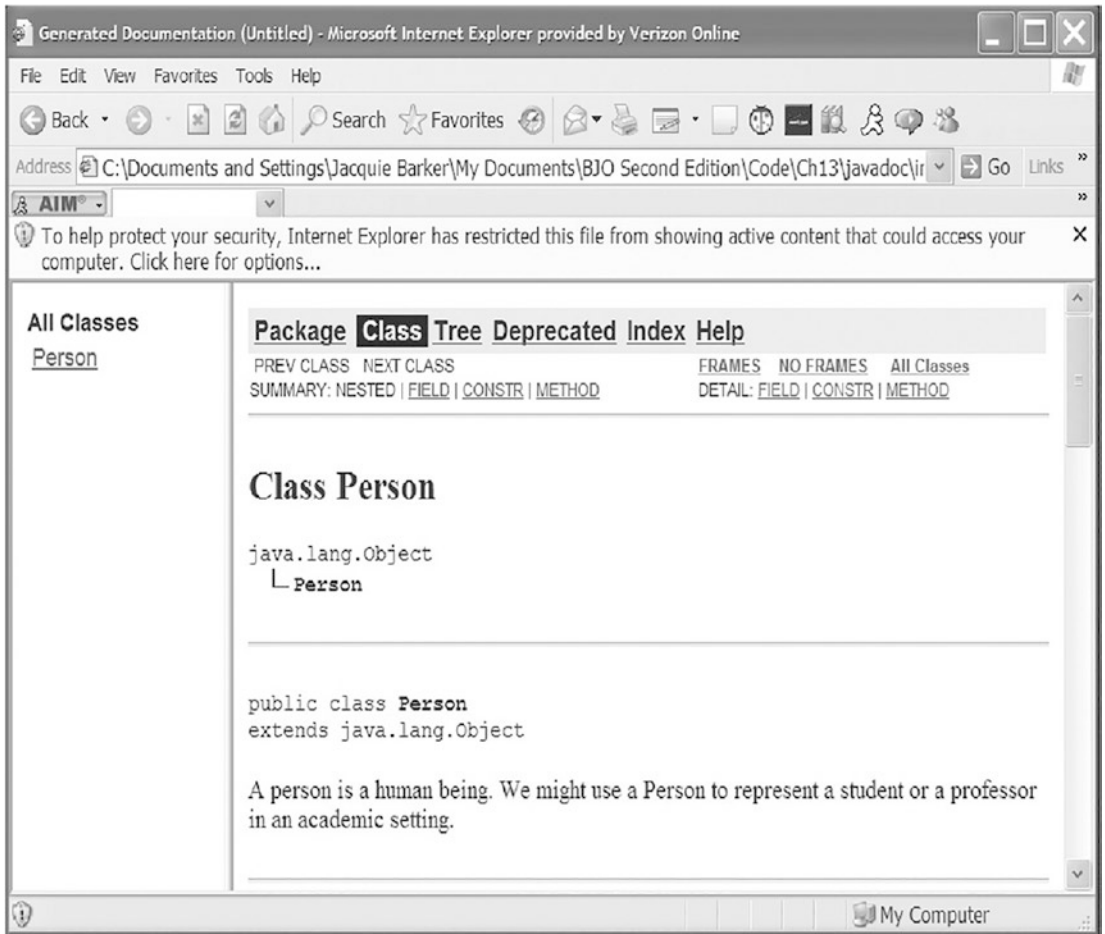 Generated Documentation (Untitled) - Microsoft Internet Explorer provided by Verizon Online
File Edit View Favorites Tools Help
Back Search Favorites
Address C:\Documents and Settings\Jacquie Barker\My Documents\BJO Second Edition\Code\Ch13\javadoc\ir Go Links »
AIM® »
To help protect your security, Internet Explorer has restricted this file from showing active content that could access your
computer. Click here for options...
All Classes
Person
Package Class Tree Deprecated Index Help
PREV CLASS NEXT CLASS FRAMES NO FRAMES All Classes
SUMMARY: NESTED | FIELD | CONSTR | METHOD DETAIL: FIELD | CONSTR | METHOD
Class Person
java.lang.Object
Person
public class Person
extends java.lang.Object
A person is a human being. We might use a Person to represent a student or a professor
in an academic setting.
My Computer